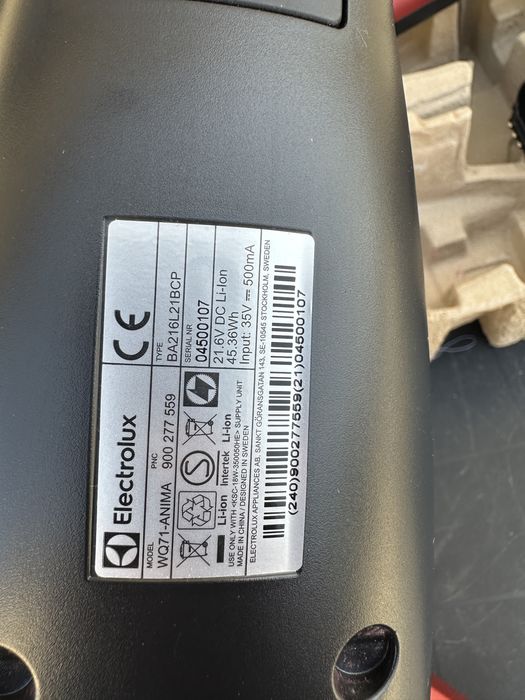 Electrolux
CE
MODEL
WQ71-ANIMA
PNC
900 277 559
TYPE
BA216L21BCP
SERIAL NR
04500107
21.6V DC Li-Ion
45.36Wh
Input: 35V 500mA
Li-ion Intertek Li-Ion
USE ONLY WITH <KSC-18W-350050HE> SUPPLY UNIT
MADE IN CHINA / DESIGNED IN SWEDEN
ELECTROLUX APPLIANCES AB. SANKT GÖRANSGATAN 143, SE-10545 STOCKHOLM, SWEDEN
(240)900277559(21)04500107